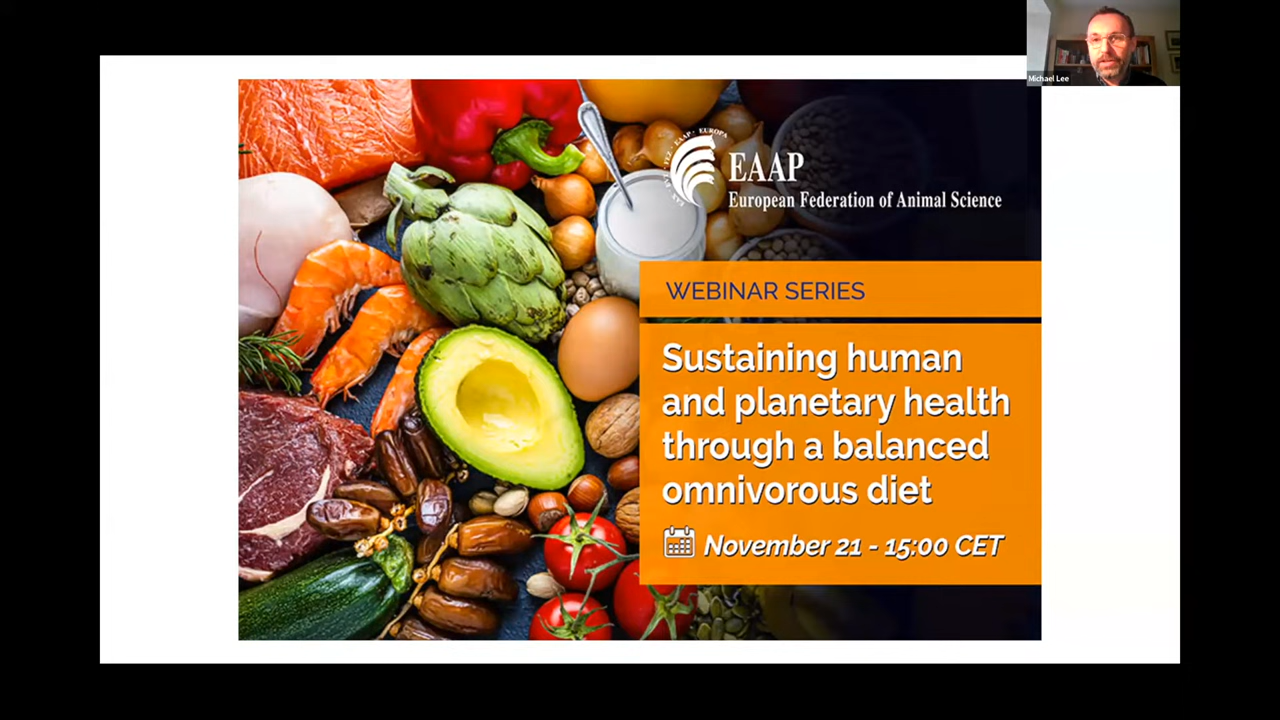 Michael Lee
EAAP
European Federation of Animal Science
WEBINAR SERIES
Sustaining human
and planetary health
through a balanced
omnivorous diet
November 21 - 15:00 CET